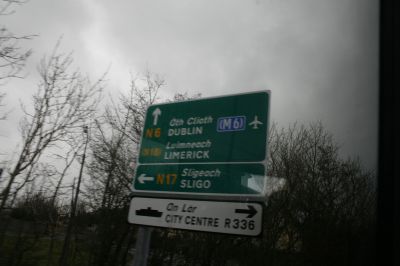 Áth Cliath
N6 DUBLIN (M6)
Luimneach
(N18) LIMERICK
Sligeach
N17 SLIGO
An Lár
CITY CENTRE R336